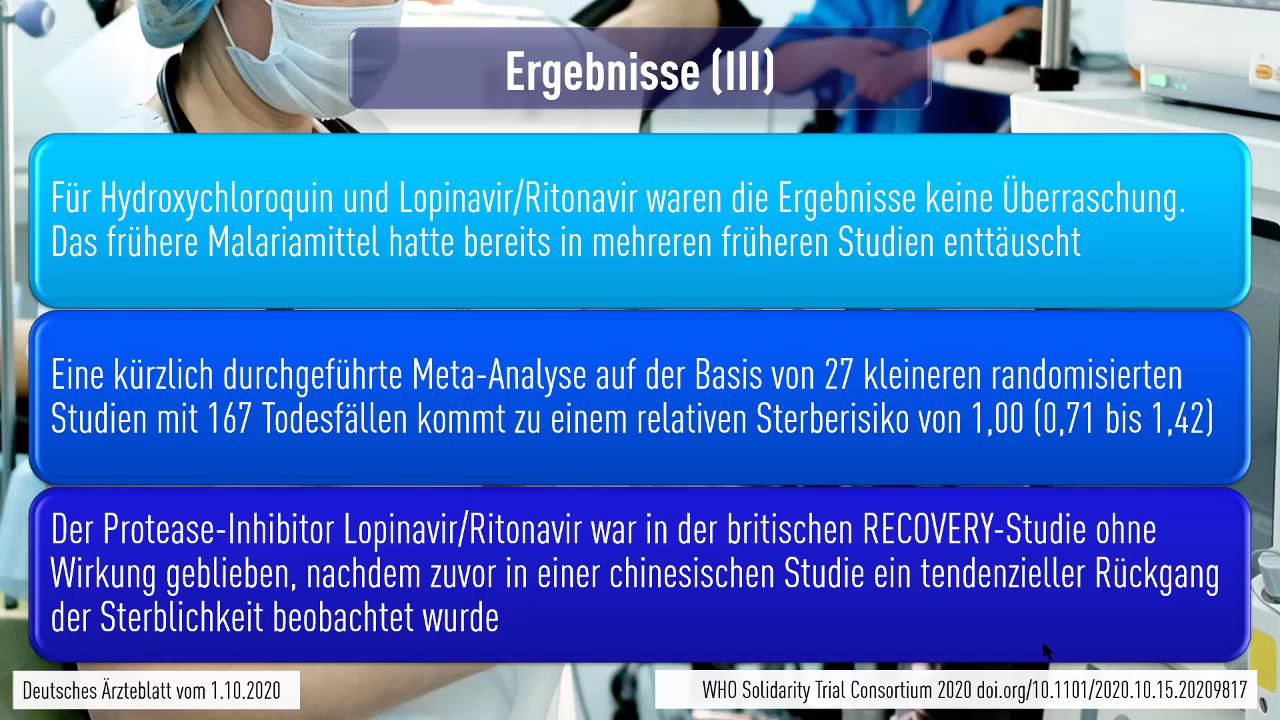 Ergebnisse (III)
Für Hydroxychloroquin und Lopinavir/Ritonavir waren die Ergebnisse keine Überraschung.
Das frühere Malariamittel hatte bereits in mehreren früheren Studien enttäuscht
Eine kürzlich durchgeführte Meta-Analyse auf der Basis von 27 kleineren randomisierten
Studien mit 167 Todesfällen kommt zu einem relativen Sterberisiko von 1,00 (0,71 bis 1,42)
Der Protease-Inhibitor Lopinavir/Ritonavir war in der britischen RECOVERY-Studie ohne
Wirkung geblieben, nachdem zuvor in einer chinesischen Studie ein tendenzieller Rückgang
der Sterblichkeit beobachtet wurde
Deutsches Ärzteblatt vom 1.10.2020
WHO Solidarity Trial Consortium 2020 doi.org/10.1101/2020.10.15.20209817